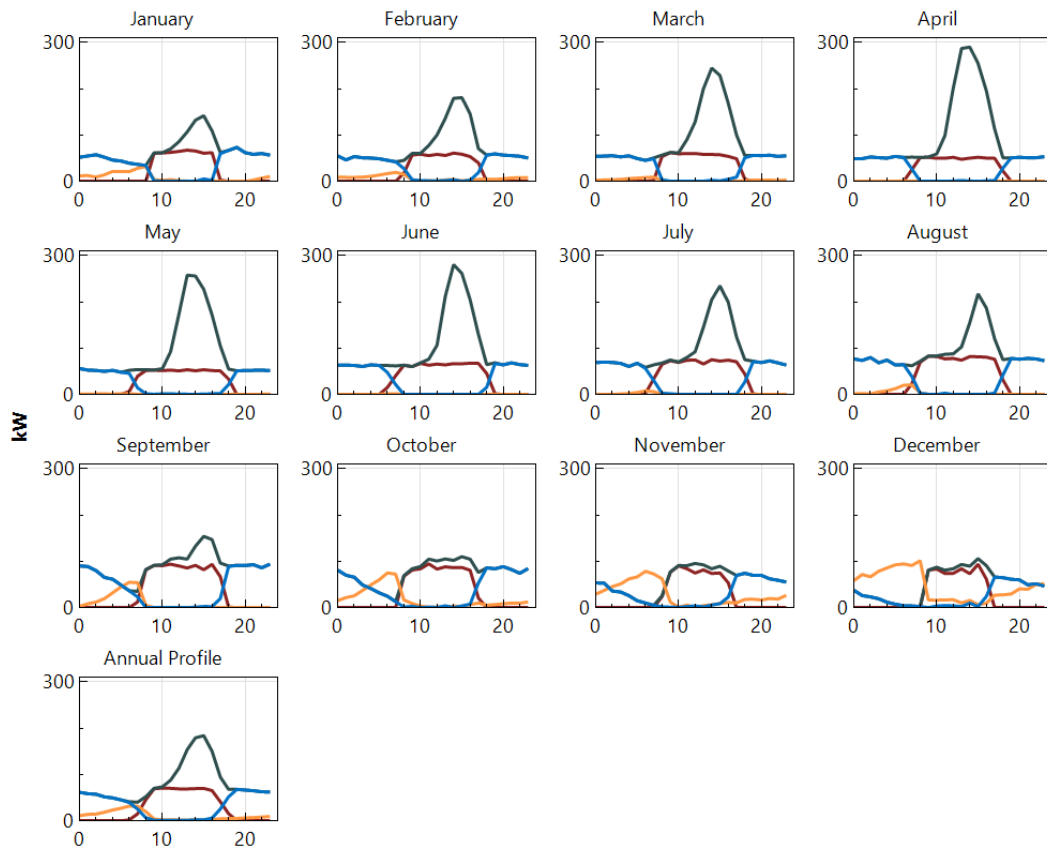 January February March April
300 300 300 300
0 0 0 0
0 10 20 0 10 20 0 10 20 0 10 20
May June July August
300 300 300 300
0 0 0 0
0 10 20 0 10 20 0 10 20 0 10 20
kW
September October November December
300 300 300 300
0 0 0 0
0 10 20 0 10 20 0 10 20 0 10 20
Annual Profile
300
0
0 10 20